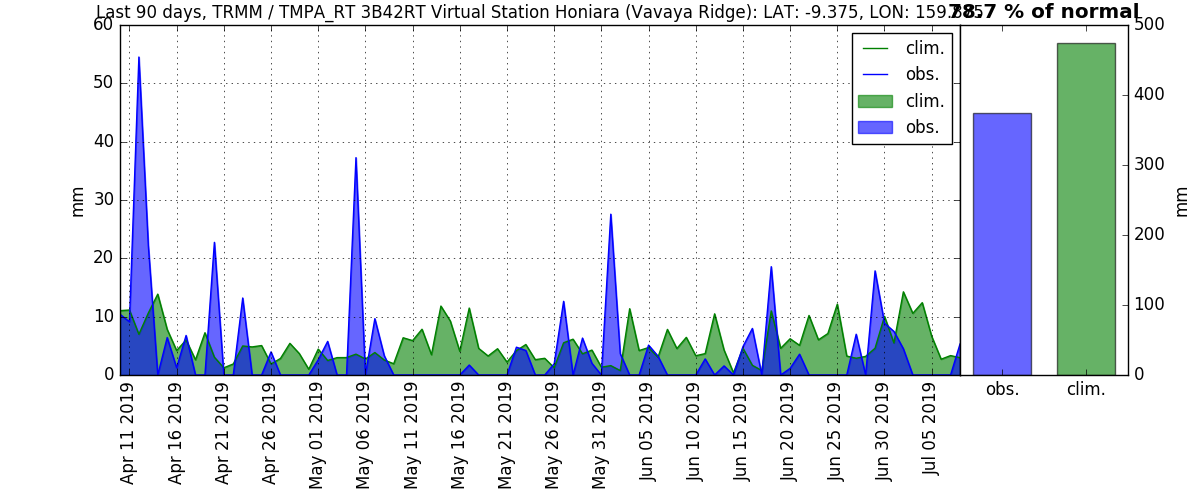 Last 90 days, TRMM / TMPA_RT 3B42RT Virtual Station Honiara (Vavaya Ridge): LAT: -9.375, LON:
78.7 % of normal
60
50
40
30
20
10
0
mm
clim.
obs.
clim.
obs.
Apr 11 2019
Apr 16 2019
Apr 21 2019
Apr 26 2019
May 01 2019
May 06 2019
May 11 2019
May 16 2019
May 21 2019
May 26 2019
May 31 2019
Jun 05 2019
Jun 10 2019
Jun 15 2019
Jun 20 2019
Jun 25 2019
Jun 30 2019
Jul 05 2019
500
400
300
200
100
0
mm
obs.
clim.